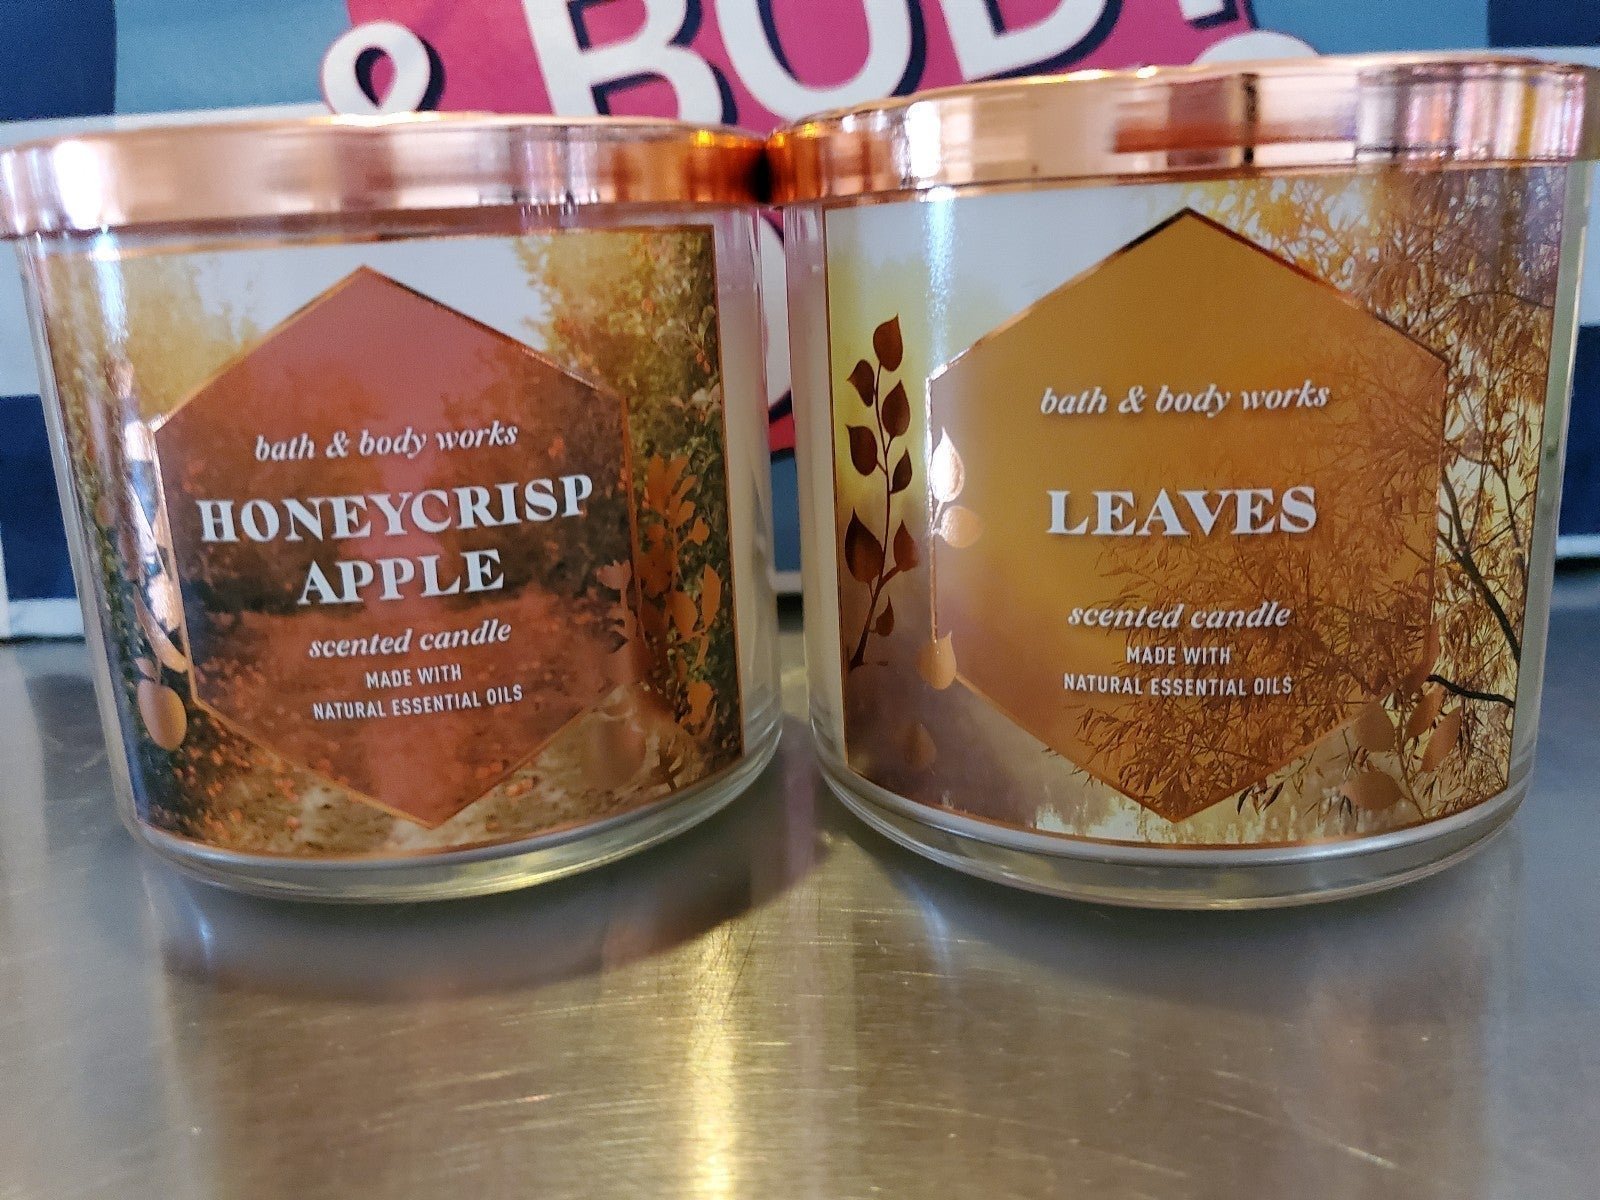 & BODY
bath & body works
HONEYCRISP
APPLE
scented candle
MADE WITH
NATURAL ESSENTIAL OILS
bath & body works
LEAVES
scented candle
MADE WITH
NATURAL ESSENTIAL OILS